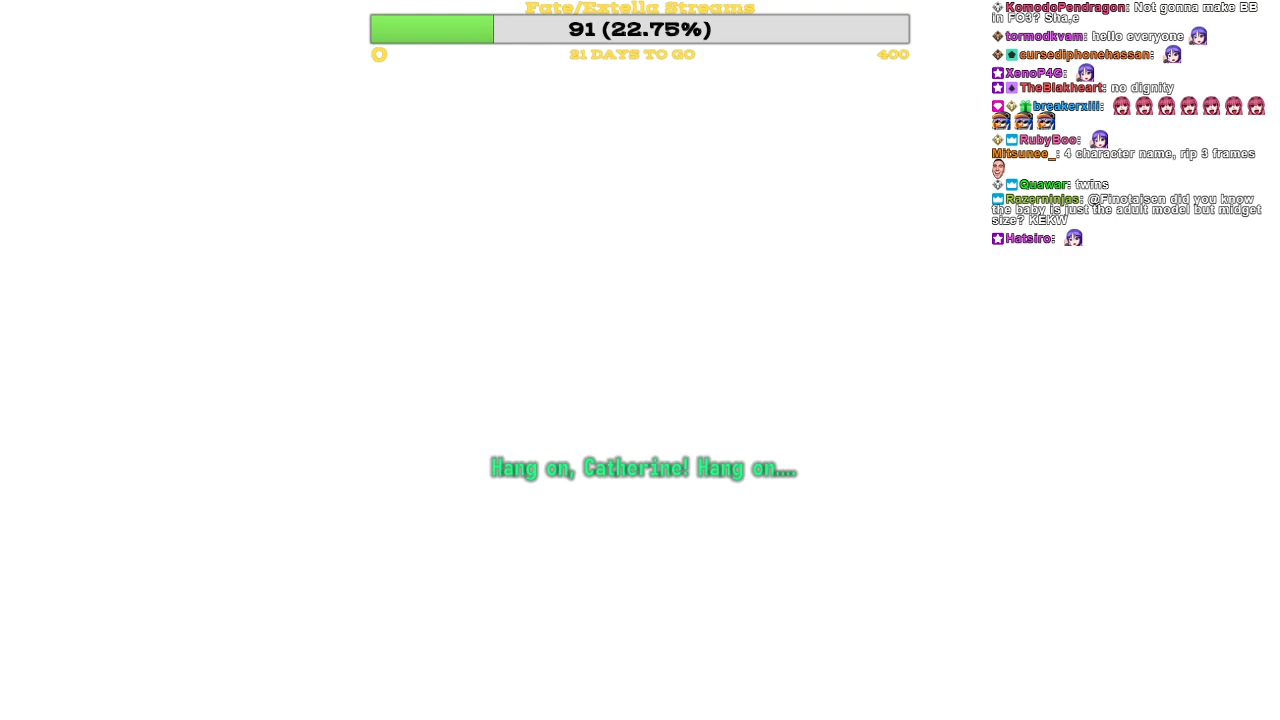 Fate/Extella Streams
91 (22.75%)
0 21 DAYS TO GO 400
KomodoPendragon: Not gonna make BB
in FO3? Sha,e
tormodkvam: hello everyone
cursediphonehassan:
XenoP4G:
TheBlakheart: no dignity
breakerxiii:
RubyBoo:
Mitsunee_: 4 character name, rip 3 frames
Quawar: twins
Razerninjas: @Finotaisen did you know
the baby is just the adult model but midget
size? KEKW
Hatsiro:
Hang on, Catherine! Hang on....